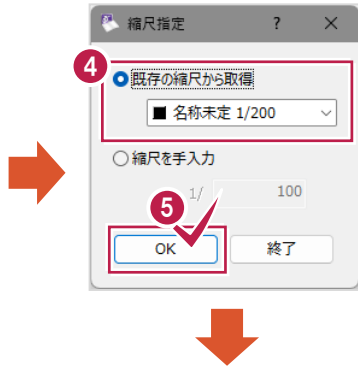 縮尺指定 ? ×
4
既存の縮尺から取得
名称未定 1/200
縮尺を手入力
1/ 100
5
OK 終了